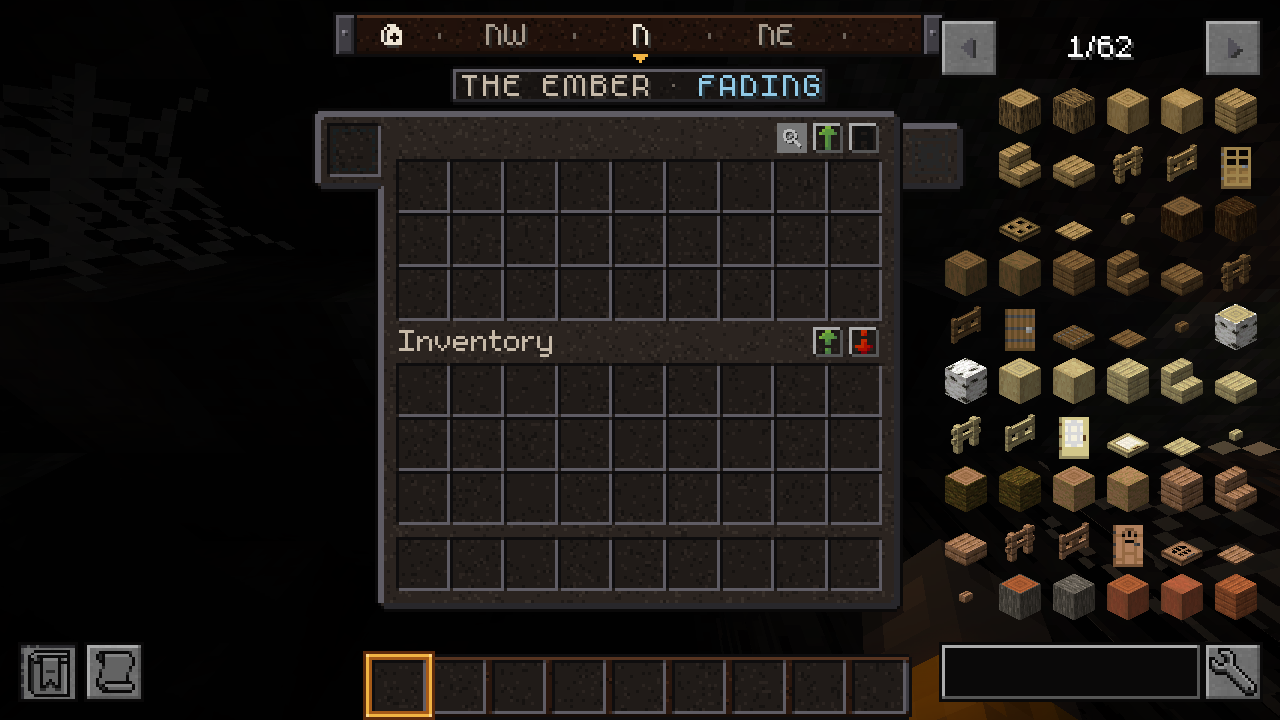 NW · N · NE ·
1/62
THE EMBER · FADING
Inventory